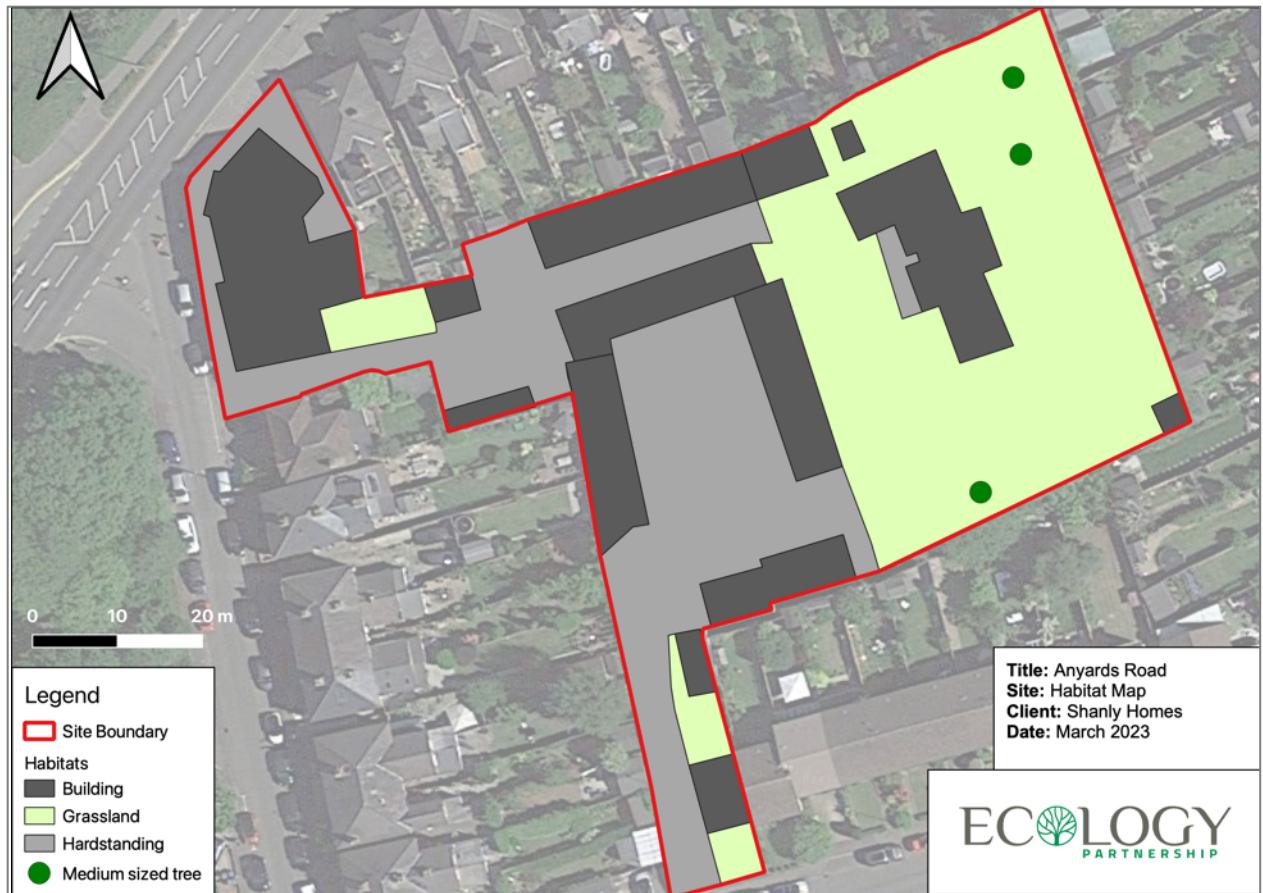 0 10 20 m
Legend
Site Boundary
Habitats
Building
Grassland
Hardstanding
Medium sized tree
Title: Anyards Road
Site: Habitat Map
Client: Shanly Homes
Date: March 2023
ECOLOGY
PARTNERSHIP